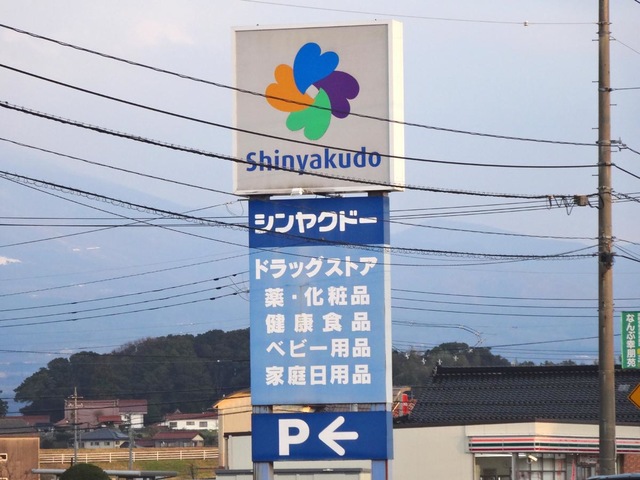 Shinyakudo
シンヤクドー
ドラッグストア
薬・化粧品
健康食品
ベビー用品
家庭日用品
P←